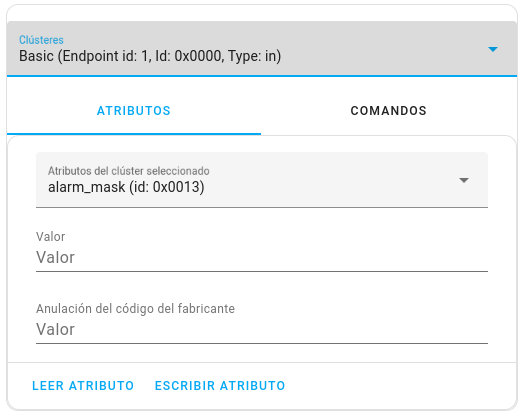 Clústeres
Basic (Endpoint id: 1, Id: 0x0000, Type: in)
ATRIBUTOS COMANDOS
Atributos del clúster seleccionado
alarm_mask (id: 0x0013)
Valor
Valor
Anulación del código del fabricante
Valor
LEER ATRIBUTO ESCRIBIR ATRIBUTO